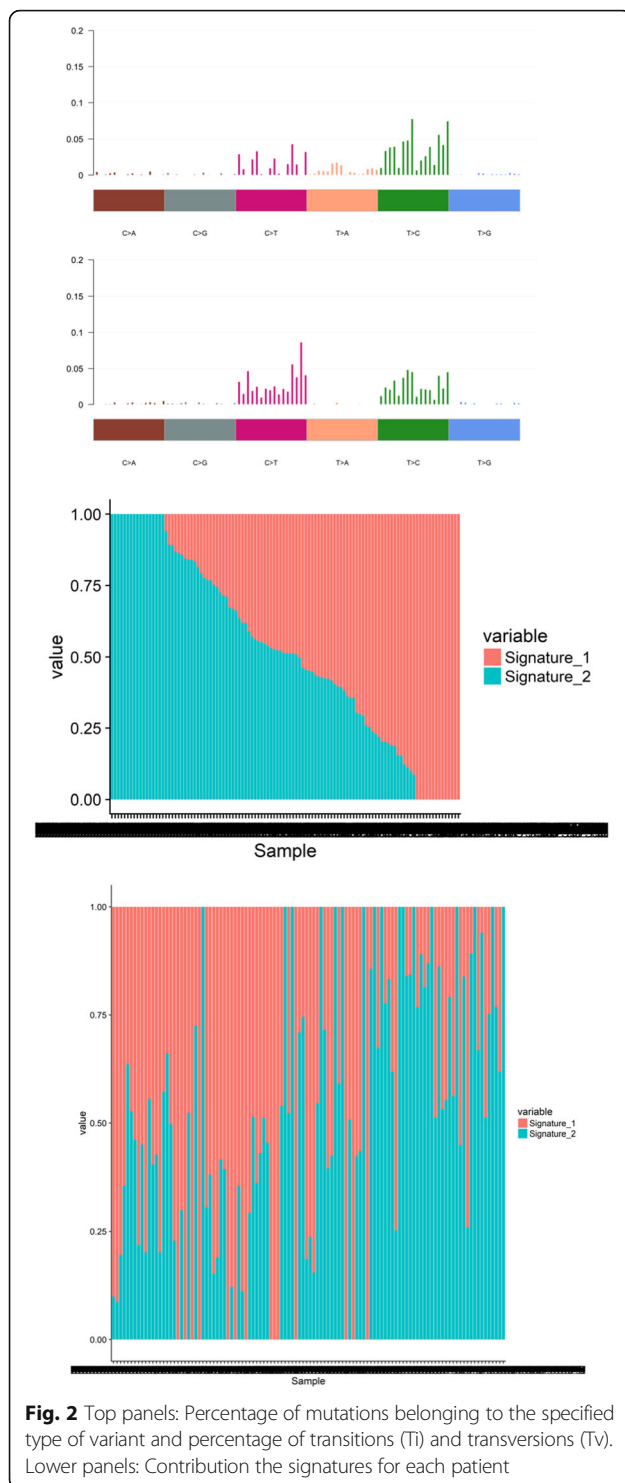 0.2
0.15
0.1
0.05
0
C>A C>G C>T T>A T>C T>G
0.2
0.15
0.1
0.05
0
C>A C>G C>T T>A T>C T>G
1.00
0.75
0.50
0.25
0.00
value
variable
Signature_1
Signature_2
Sample
1.00
0.75
0.50
0.25
0.00
value
variable
Signature_1
Signature_2
Sample
Fig. 2 Top panels: Percentage of mutations belonging to the specified
type of variant and percentage of transitions (Ti) and transversions (Tv).
Lower panels: Contribution the signatures for each patient